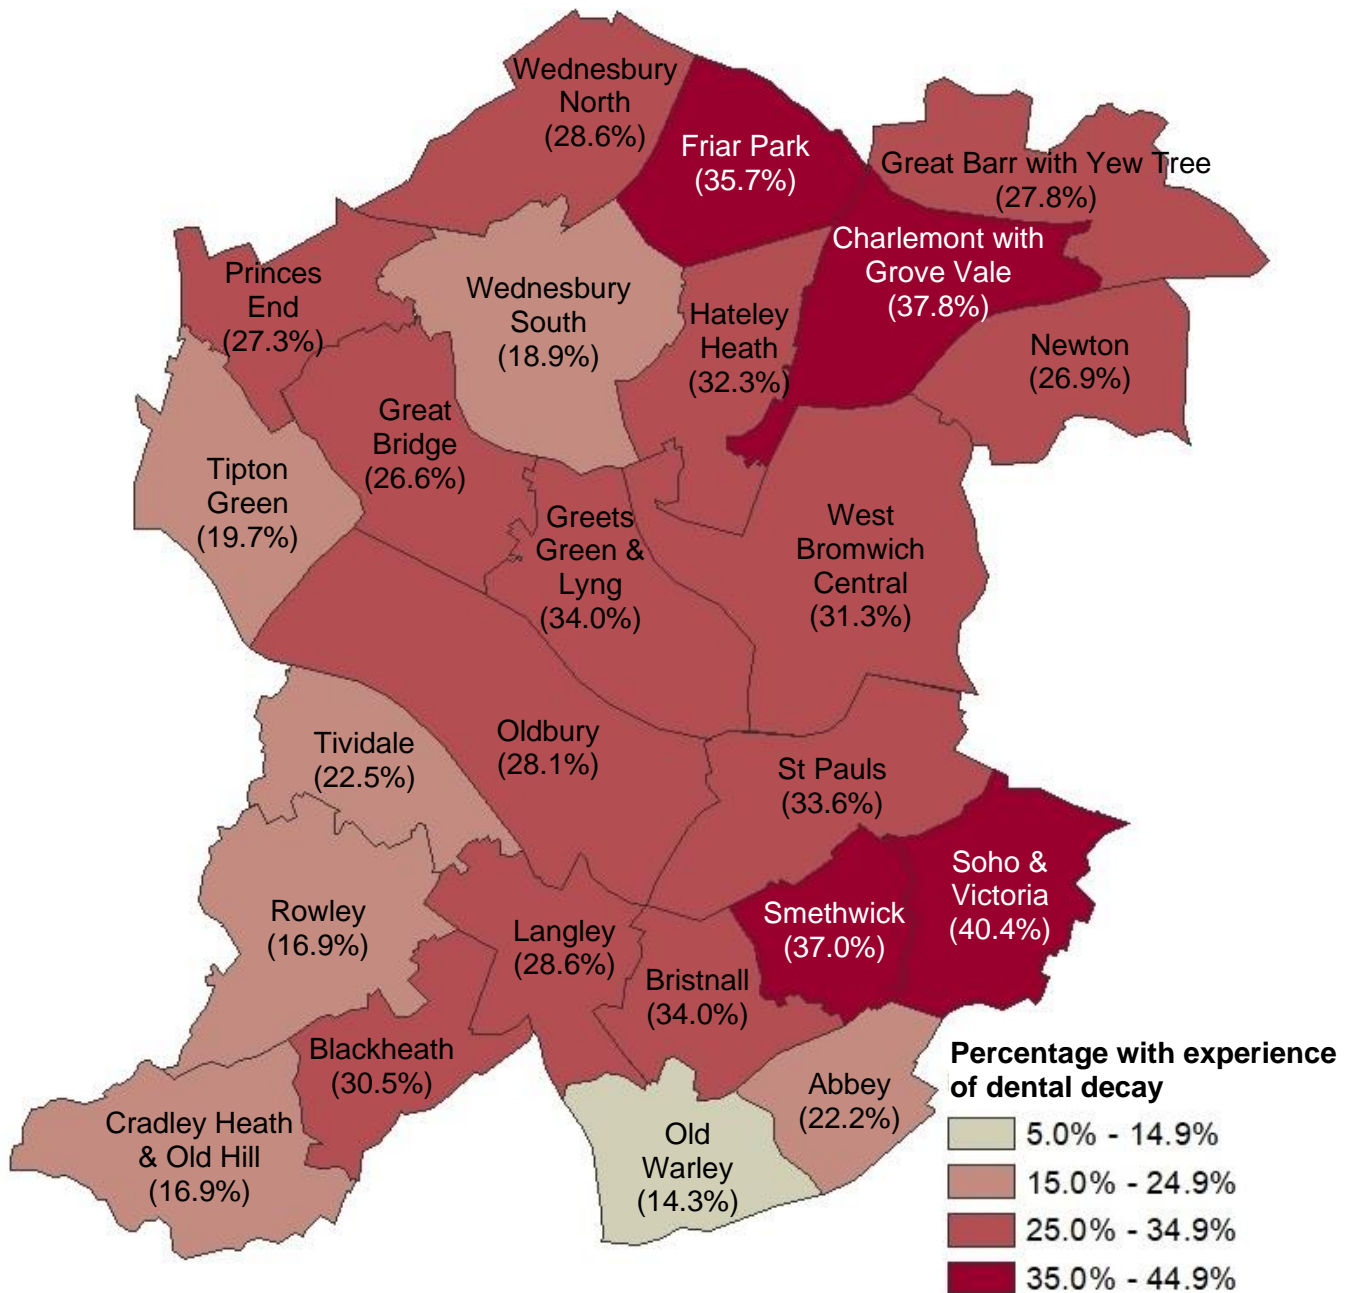 Wednesbury
North
(28.6%)
Friar Park
(35.7%)
Great Barr with Yew Tree
(27.8%)
Charlemont with
Grove Vale
(37.8%)
Princes
End
(27.3%)
Wednesbury
South
(18.9%)
Hateley
Heath
(32.3%)
Newton
(26.9%)
Great
Bridge
(26.6%)
Tipton
Green
(19.7%)
Greets
Green &
Lyng
(34.0%)
West
Bromwich
Central
(31.3%)
Tividale
(22.5%)
Oldbury
(28.1%)
St Pauls
(33.6%)
Soho &
Victoria
(40.4%)
Smethwick
(37.0%)
Rowley
(16.9%)
Langley
(28.6%)
Bristnall
(34.0%)
Blackheath
(30.5%)
Abbey
(22.2%)
Cradley Heath
& Old Hill
(16.9%)
Old
Warley
(14.3%)
Percentage with experience
of dental decay
5.0% - 14.9%
15.0% - 24.9%
25.0% - 34.9%
35.0% - 44.9%